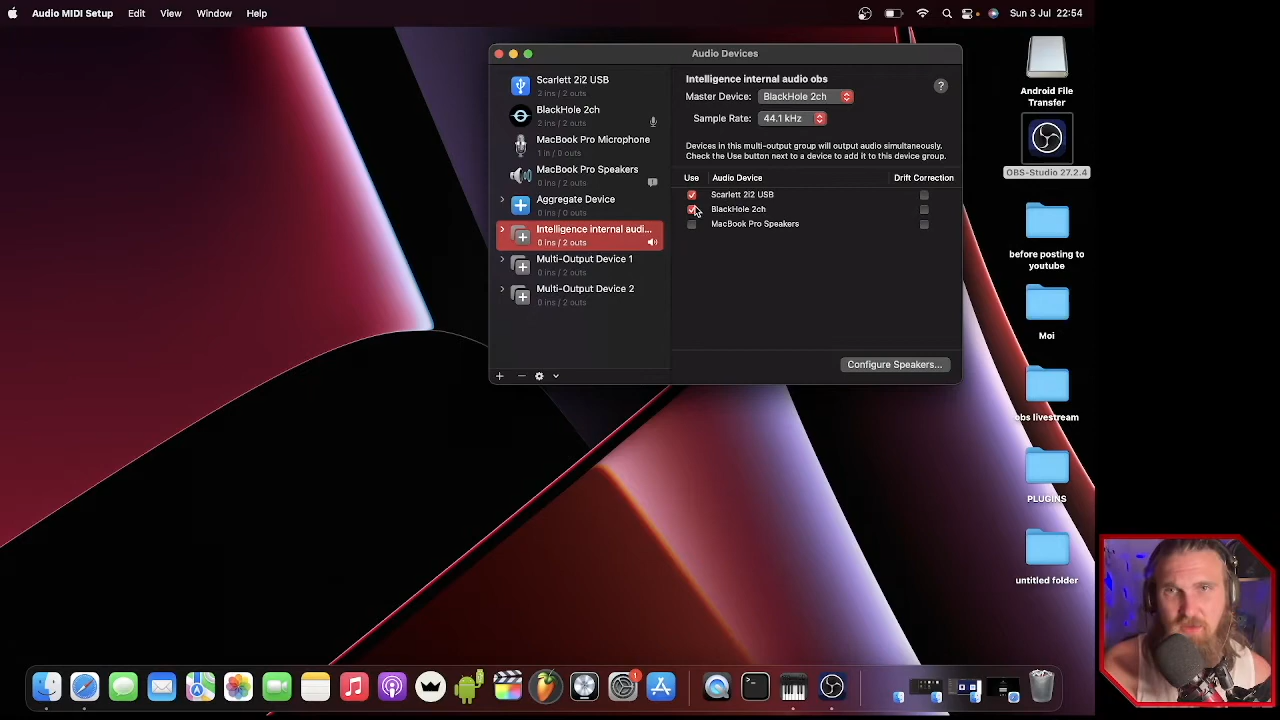 Audio MIDI Setup Edit View Window Help Sun 3 Jul 22:54
Audio Devices
Scarlett 2i2 USB
2 ins / 2 outs
BlackHole 2ch
2 ins / 2 outs
MacBook Pro Microphone
1 in / 0 outs
MacBook Pro Speakers
0 ins / 2 outs
Aggregate Device
0 ins / 0 outs
Intelligence internal audi...
0 ins / 2 outs
Multi-Output Device 1
0 ins / 2 outs
Multi-Output Device 2
0 ins / 2 outs
Intelligence internal audio obs
Master Device: BlackHole 2ch
?
Sample Rate: 44.1 kHz
Devices in this multi-output group will output audio simultaneously.
Check the Use button next to a device to add it to this device group.
Use Audio Device Drift Correction
Scarlett 2i2 USB
BlackHole 2ch
MacBook Pro Speakers
Configure Speakers...
Android File
Transfer
OBS-Studio 27.2.4
before posting to
youtube
Moi
obs livestream
PLUGINS
untitled folder
1